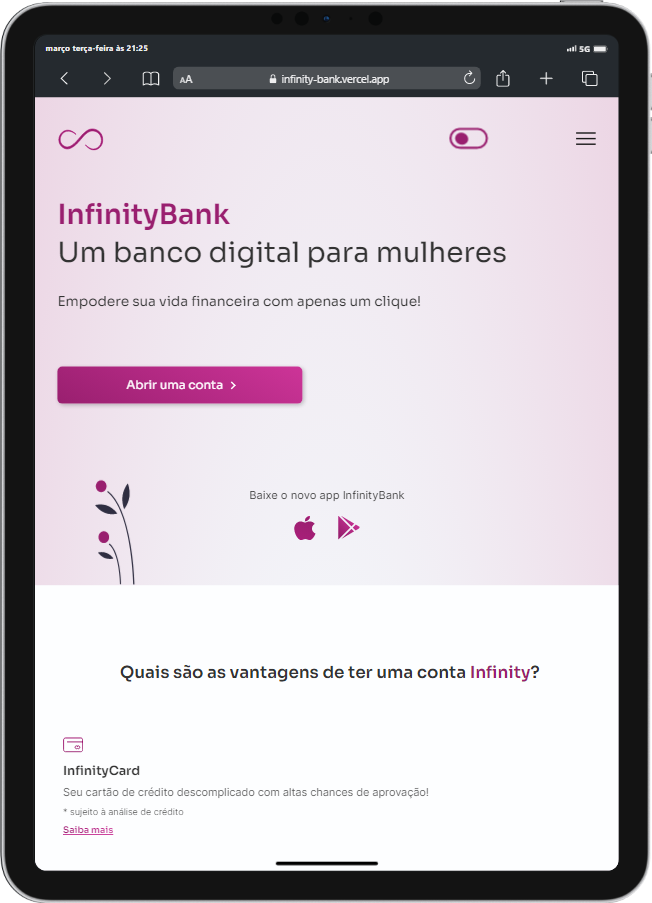 março terça-feira às 21:25
5G
AA
infinity-bank.vercel.app
InfinityBank
Um banco digital para mulheres
Empodere sua vida financeira com apenas um clique!
Abrir uma conta
Baixe o novo app InfinityBank
Quais são as vantagens de ter uma conta Infinity?
InfinityCard
Seu cartão de crédito descomplicado com altas chances de aprovação!
* sujeito à análise de crédito
Saiba mais